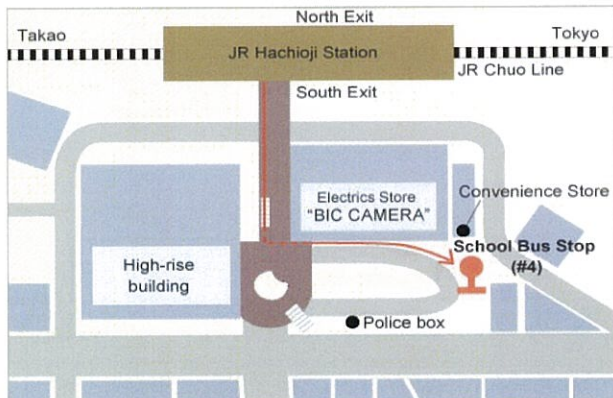 North Exit
Takao
Tokyo
JR Hachioji Station
JR Chuo Line
South Exit
Electrics Store
"BIC CAMERA"
Convenience Store
School Bus Stop
(#4)
High-rise
building
Police box